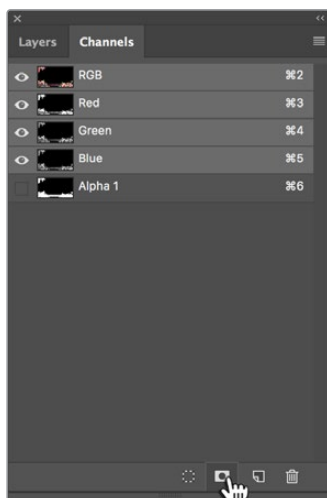 Layers Channels
RGB ⌘2
Red ⌘3
Green ⌘4
Blue ⌘5
Alpha 1 ⌘6